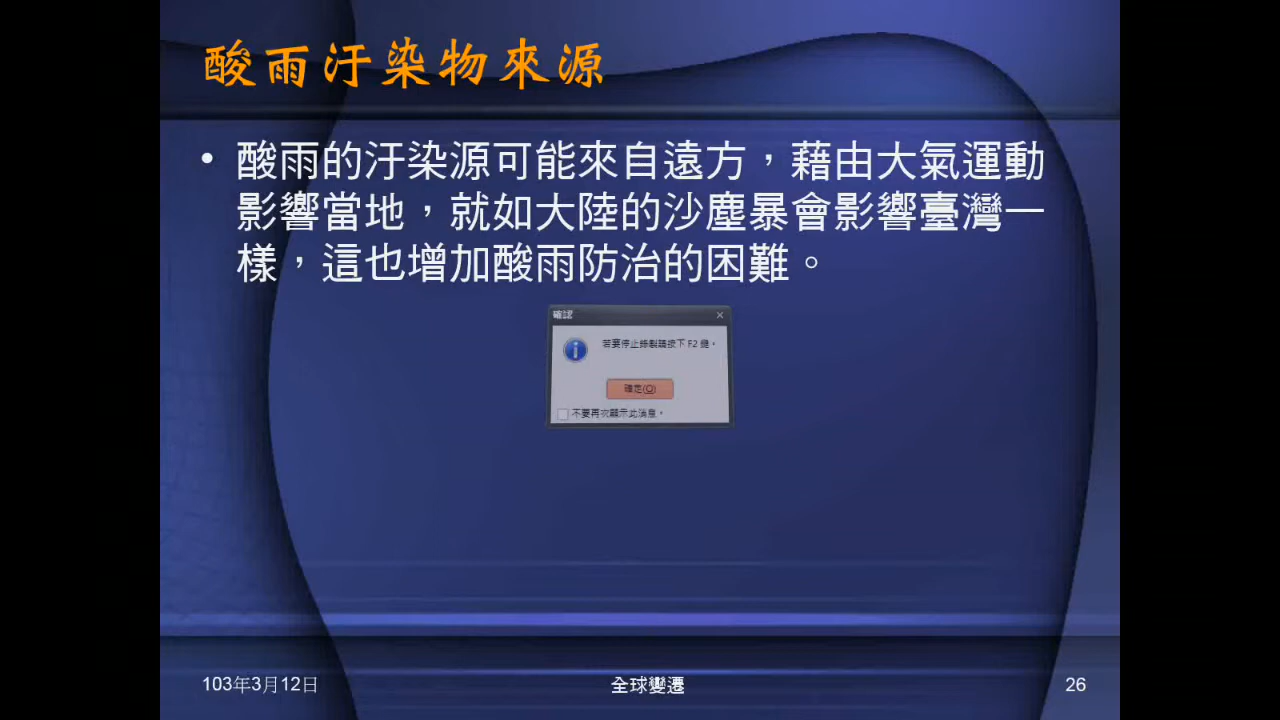 酸雨汙染物來源
• 酸雨的汙染源可能來自遠方，藉由大氣運動
影響當地，就如大陸的沙塵暴會影響臺灣一
樣，這也增加酸雨防治的困難。
確認
若要停止錄製請按下 F2 鍵。
確定(O)
不要再次顯示此消息。
103年3月12日
全球變遷
26